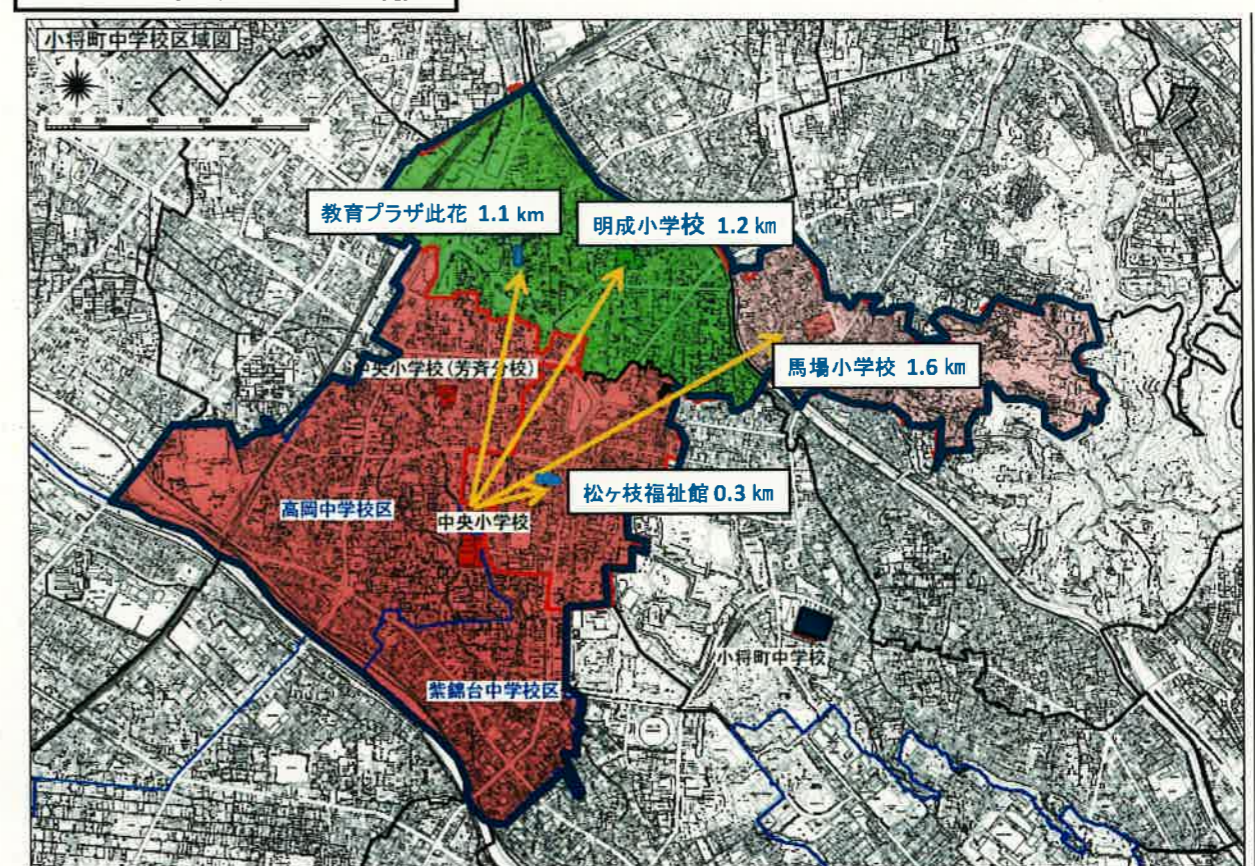 小将町中学校区域図
教育プラザ此花 1.1 km
明成小学校 1.2 km
中央小学校(芳斉分校)
馬場小学校 1.6 km
松ヶ枝福祉館 0.3 km
高岡中学校区
中央小学校
小将町中学校
紫錦台中学校区